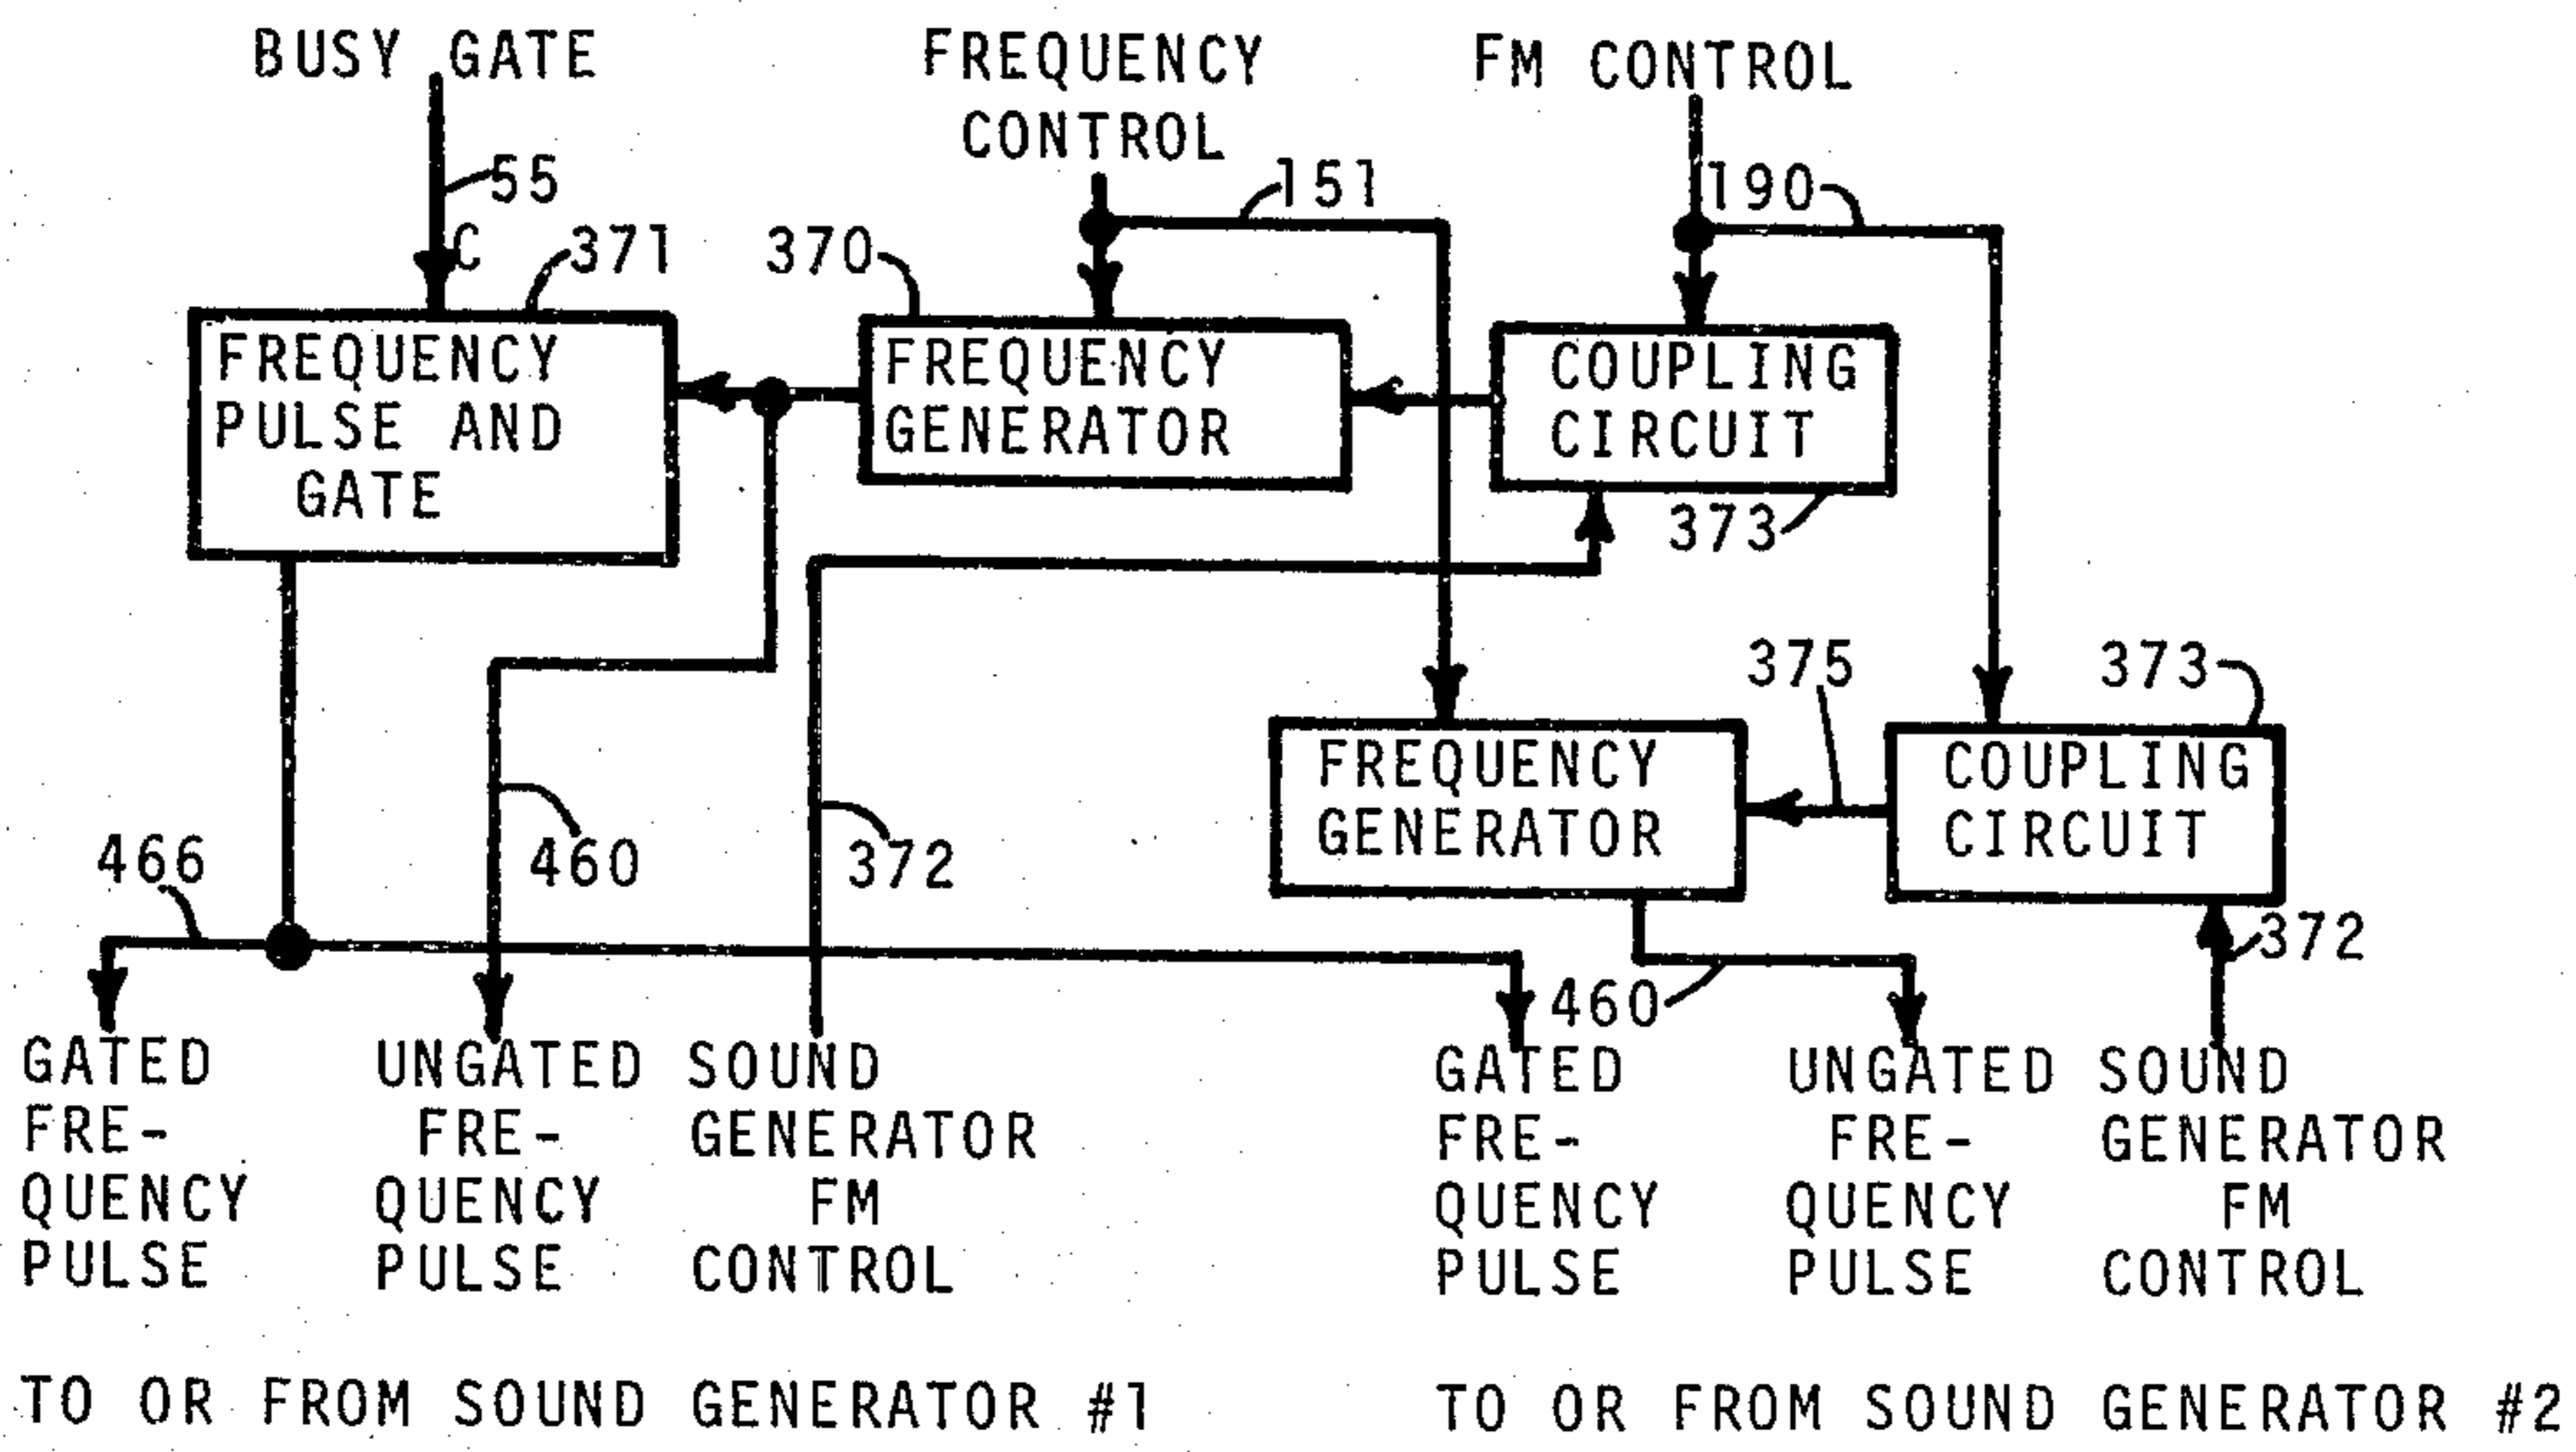 BUSY GATE
FREQUENCY
CONTROL
FM CONTROL
55
C
371
370
151
190
FREQUENCY
PULSE AND
GATE
FREQUENCY
GENERATOR
COUPLING
CIRCUIT
373
375
373
FREQUENCY
GENERATOR
COUPLING
CIRCUIT
466
460
372
460
372
GATED
FRE-
QUENCY
PULSE
UNGATED
FRE-
QUENCY
PULSE
SOUND
GENERATOR
FM
CONTROL
GATED
FRE-
QUENCY
PULSE
UNGATED
FRE-
QUENCY
PULSE
SOUND
GENERATOR
FM
CONTROL
TO OR FROM SOUND GENERATOR #1
TO OR FROM SOUND GENERATOR #2